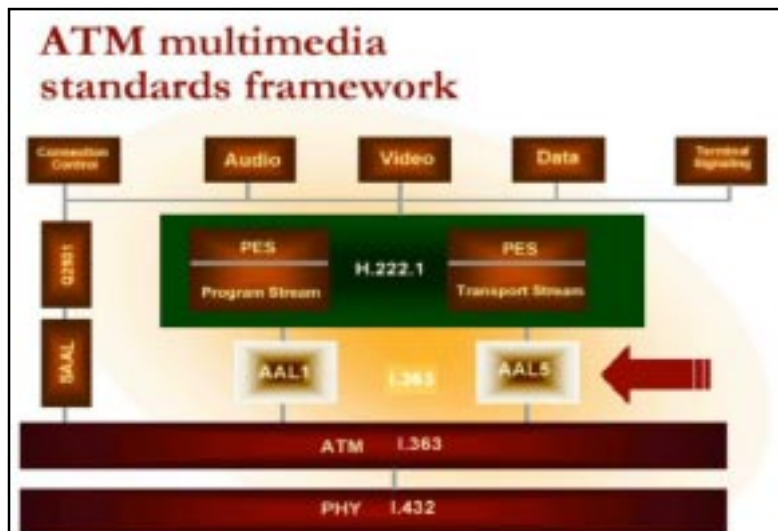 ATM multimedia
standards framework
Connection
Control
Audio
Video
Data
Terminal
Signaling
PES
PES
H.222.1
Program Stream
Transport Stream
SAAL
AAL1
I.363
AAL5
ATM I.363
PHY I.432